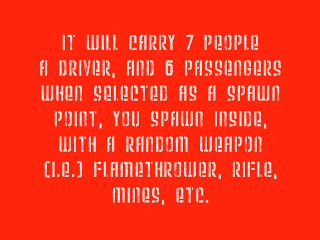 IT WILL CARRY 7 PEOPLE
A DRIVER, AND 6 PASSENGERS
WHEN SELECTED AS A SPAWN
POINT, YOU SPAWN INSIDE,
WITH A RANDOM WEAPON
(I.E.) FLAMETHROWER, RIFLE,
MINES, ETC.